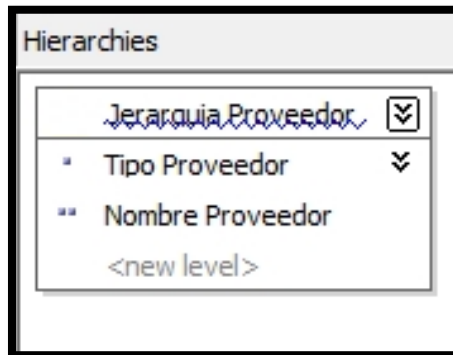 Hierarchies
Jerarquia Proveedor
Tipo Proveedor
Nombre Proveedor
<new level>